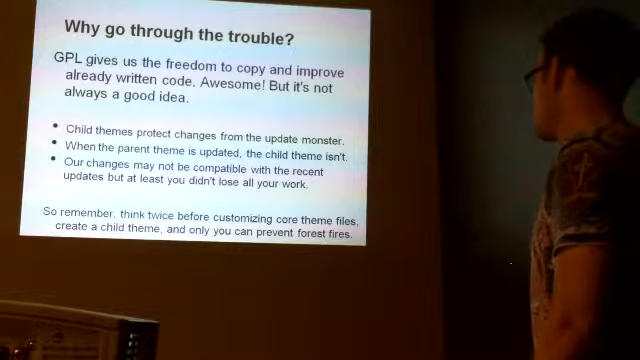 Why go through the trouble?
GPL gives us the freedom to copy and improve
already written code. Awesome! But it's not
always a good idea.
• Child themes protect changes from the update monster.
• When the parent theme is updated, the child theme isn't.
• Our changes may not be compatible with the recent
updates but at least you didn't lose all your work.
So remember, think twice before customizing core theme files,
create a child theme, and only you can prevent forest fires.